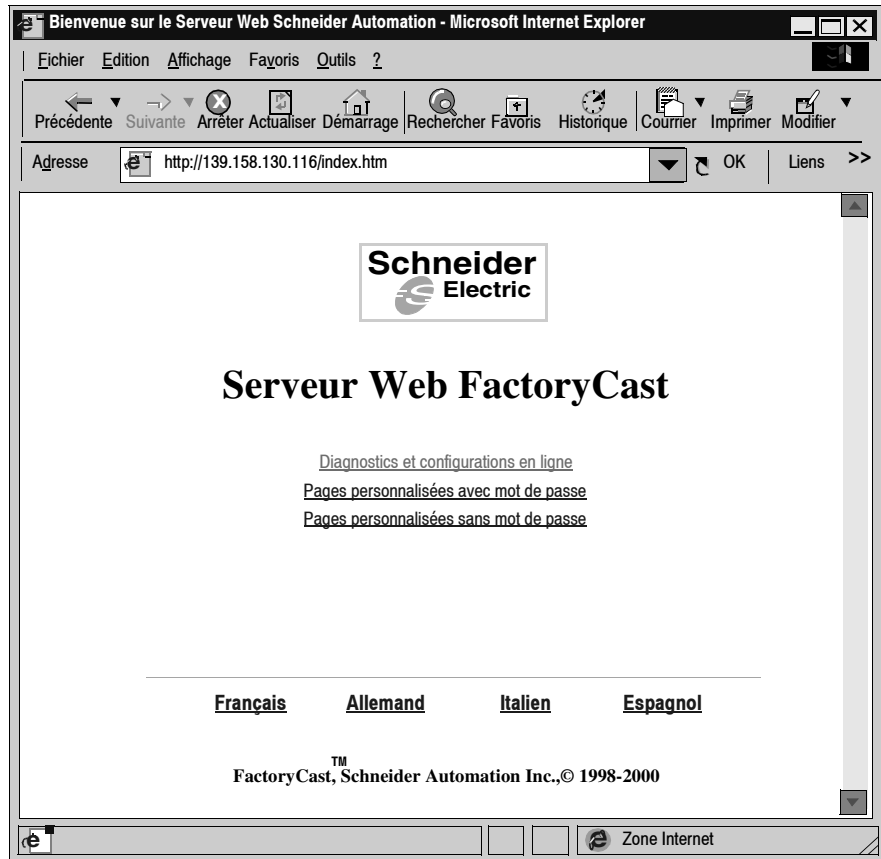 Bienvenue sur le Serveur Web Schneider Automation - Microsoft Internet Explorer
Fichier Edition Affichage Favoris Outils ?
Précédente Suivante Arrêter Actualiser Démarrage Rechercher Favoris Historique Courrier Imprimer Modifier
Adresse http://139.158.130.116/index.htm OK Liens >>
Schneider
Electric
Serveur Web FactoryCast
Diagnostics et configurations en ligne
Pages personnalisées avec mot de passe
Pages personnalisées sans mot de passe
Français Allemand Italien Espagnol
FactoryCast,™ Schneider Automation Inc.,© 1998-2000
Zone Internet